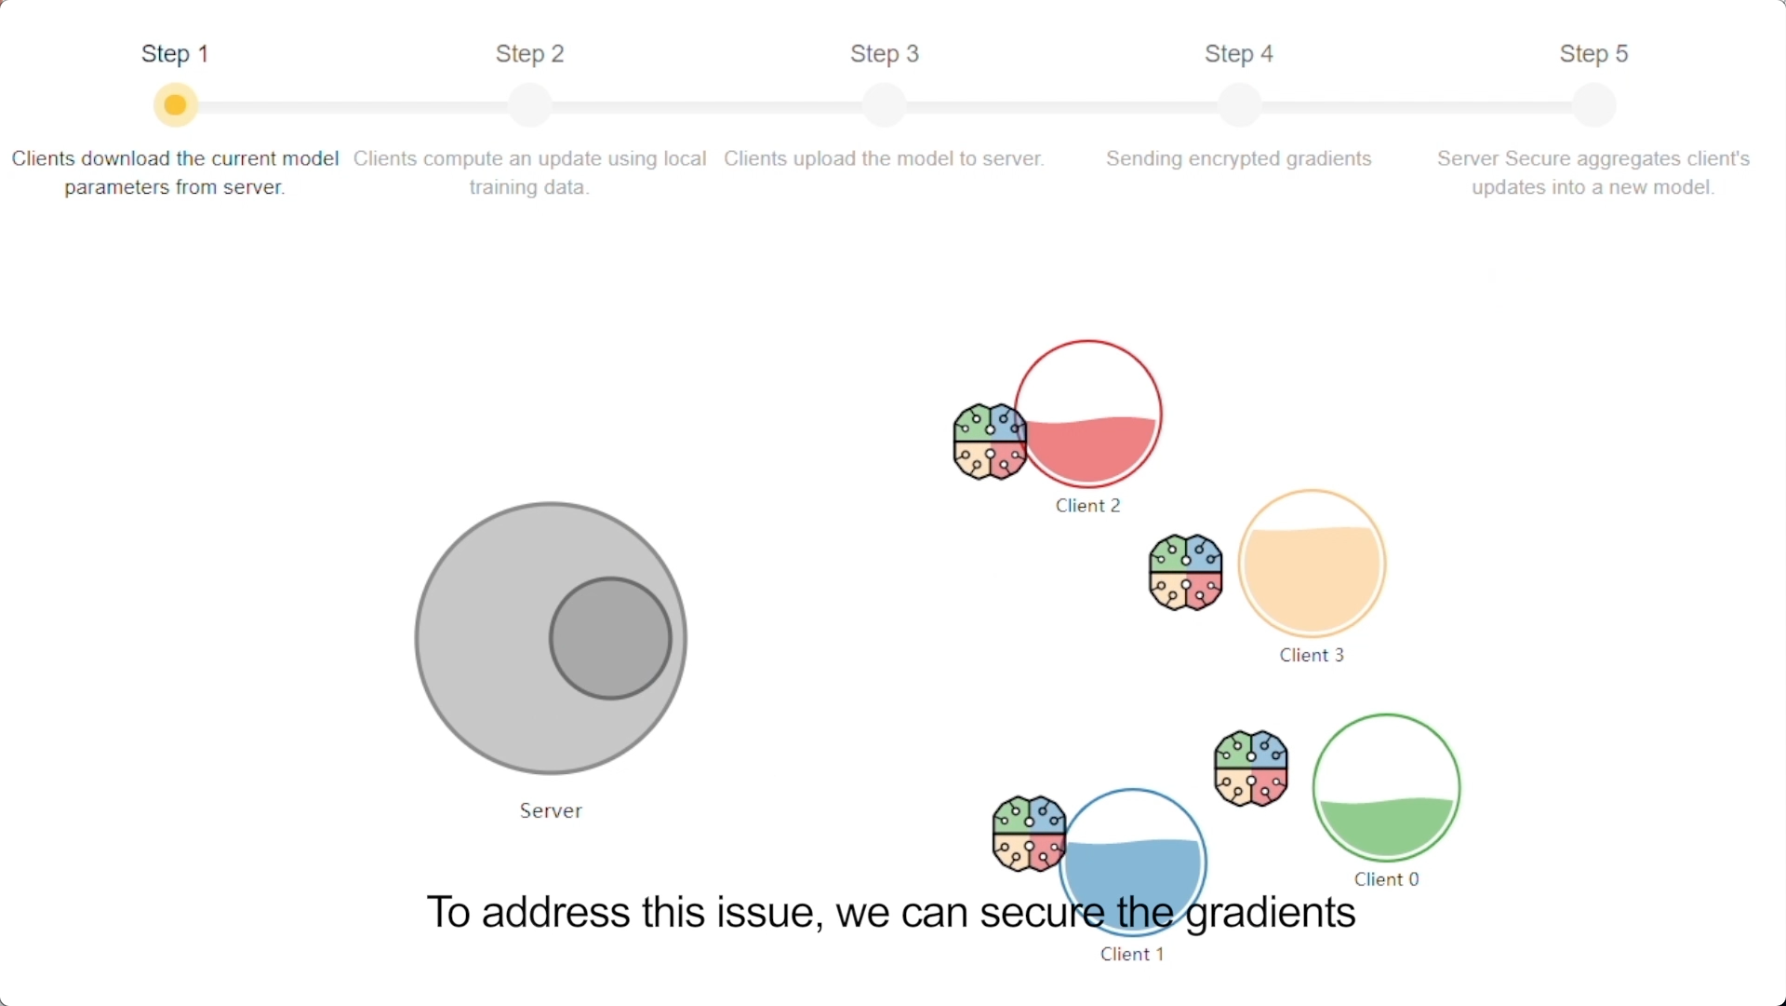 Step 1
Step 2
Step 3
Step 4
Step 5
Clients download the current model
parameters from server.
Clients compute an update using local
training data.
Clients upload the model to server.
Sending encrypted gradients
Server Secure aggregates client's
updates into a new model.
Client 2
Client 3
Server
Client 0
To address this issue, we can secure the gradients
Client 1